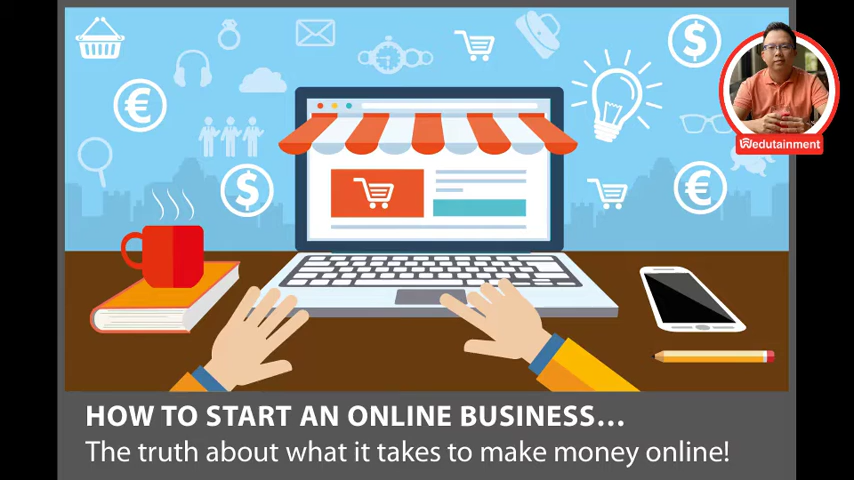 Wedutainment
HOW TO START AN ONLINE BUSINESS...
The truth about what it takes to make money online!